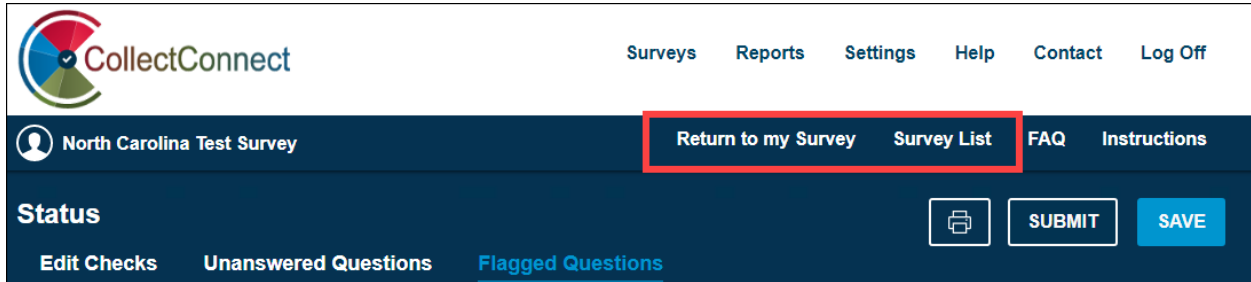 CollectConnect
Surveys Reports Settings Help Contact Log Off
North Carolina Test Survey Return to my Survey Survey List FAQ Instructions
Status
SUBMIT SAVE
Edit Checks Unanswered Questions Flagged Questions